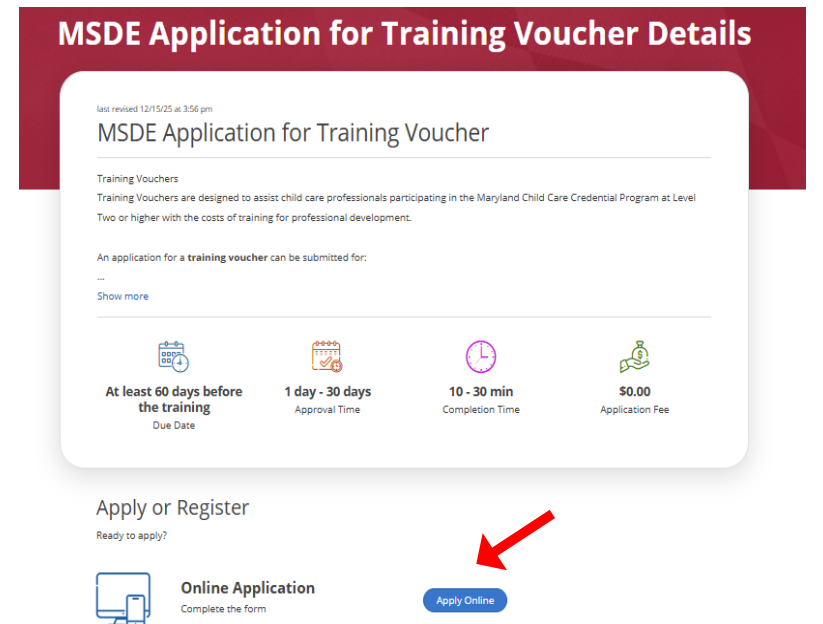 MSDE Application for Training Voucher Details
last revised 12/15/25 at 3:56 pm
MSDE Application for Training Voucher
Training Vouchers
Training Vouchers are designed to assist child care professionals participating in the Maryland Child Care Credential Program at Level
Two or higher with the costs of training for professional development.
An application for a training voucher can be submitted for:
...
Show more
At least 60 days before
the training
Due Date
1 day - 30 days
Approval Time
10 - 30 min
Completion Time
$0.00
Application Fee
Apply or Register
Ready to apply?
Online Application
Complete the form
Apply Online